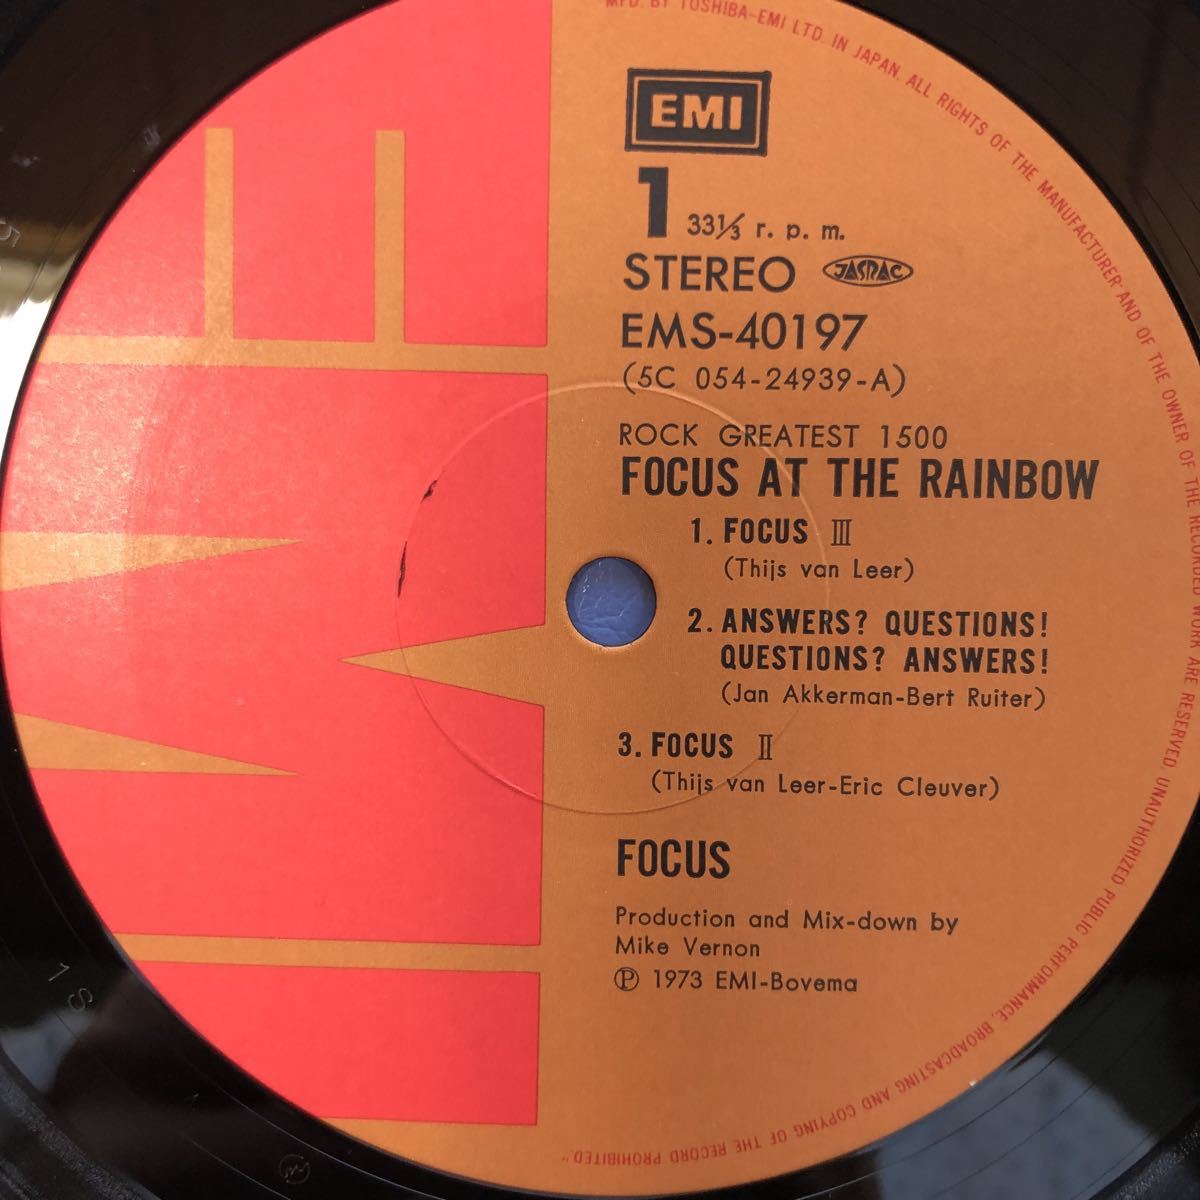 MFD. BY TOSHIBA-EMI LTD. IN JAPAN. ALL RIGHTS OF THE MANUFACTURER AND OF THE OWNER OF THE RECORDED WORK ARE RESERVED UNAUTHORIZED PUBLIC PERFORMANCE, BROADCASTING AND COPYING OF THE RECORD PROHIBITED"
EMI
1 33⅓ r. p. m.
STEREO JASRAC
EMS-40197
(5C 054-24939-A)
ROCK GREATEST 1500
FOCUS AT THE RAINBOW
1. FOCUS III
(Thijs van Leer)
2. ANSWERS? QUESTIONS!
QUESTIONS? ANSWERS!
(Jan Akkerman-Bert Ruiter)
3. FOCUS II
(Thijs van Leer-Eric Cleuver)
FOCUS
Production and Mix-down by
Mike Vernon
Ⓟ 1973 EMI-Bovema
1S